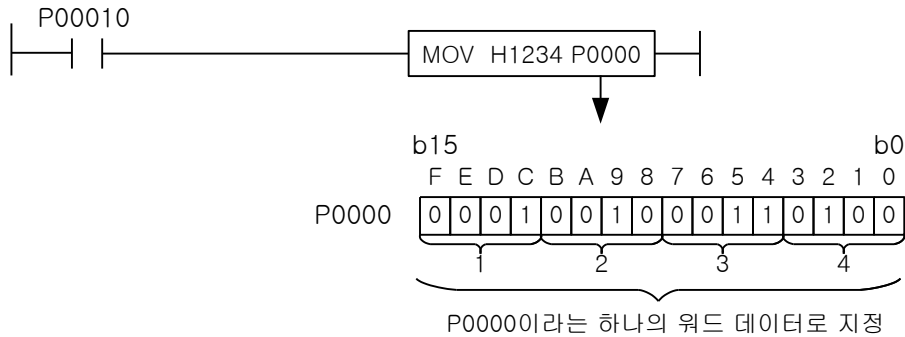 P00010
MOV H1234 P0000
b15 b0
F E D C B A 9 8 7 6 5 4 3 2 1 0
P0000 0 0 0 1 0 0 1 0 0 0 1 1 0 1 0 0
1 2 3 4
P0000이라는 하나의 워드 데이터로 지정